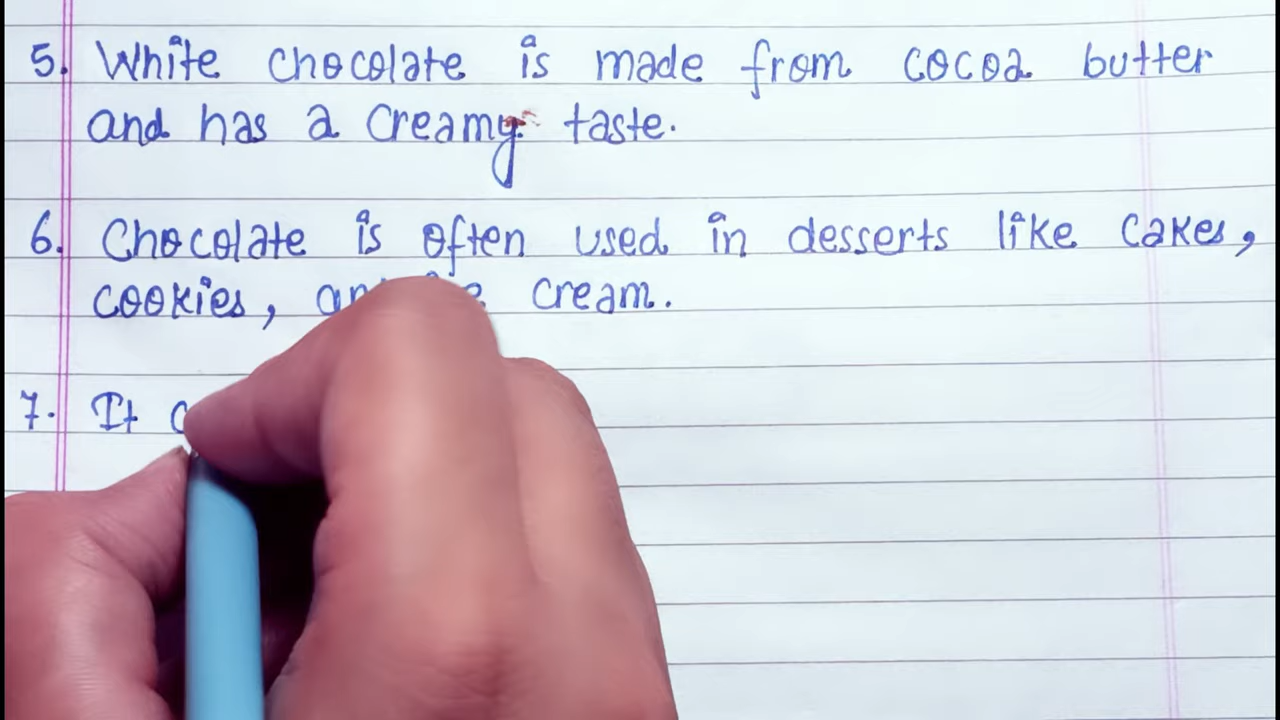 5. White chocolate is made from cocoa butter
and has a creamy taste.
6. Chocolate is often used in desserts like cakes,
cookies, cream.
7. It